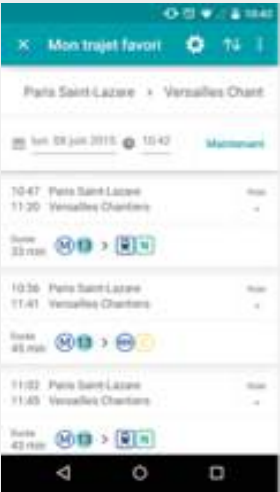 10:42
Mon trajet favori
Paris Saint-Lazare > Versailles Chant
lun. 08 juin 2015 10:42 Maintenant
10:47 Paris Saint-Lazare
11:20 Versailles Chantiers
Durée
33 min M 13 > N
10:56 Paris Saint-Lazare
11:41 Versailles Chantiers
Durée
45 min M 13 > RER C
11:02 Paris Saint-Lazare
11:45 Versailles Chantiers
Durée
43 min M 13 > N